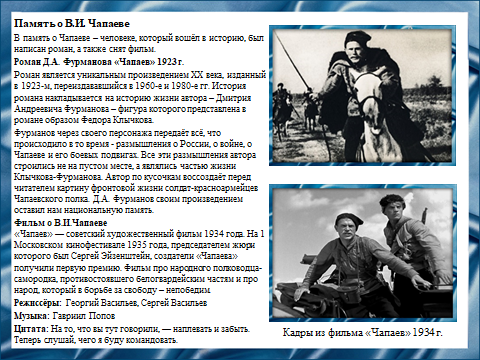 Память о В.И. Чапаеве
В память о Чапаеве – человеке, который вошёл в историю, был
написан роман, а также снят фильм.
Роман Д.А. Фурманова «Чапаев» 1923 г.
Роман является уникальным произведением XX века, изданный
в 1923-м, переиздававшийся в 1960-е и 1980-е гг. История
романа накладывается на историю жизни автора – Дмитрия
Андреевича Фурманова – фигура которого представлена в
романе образом Федора Клычкова.
Фурманов через своего персонажа передаёт всё, что
происходило в то время - размышления о России, о войне, о
Чапаеве и его боевых подвигах. Все эти размышления автора
строились не на пустом месте, а являлись частью жизни
Клычкова-Фурманова. Автор по кусочкам воссоздаёт перед
читателем картину фронтовой жизни солдат-красноармейцев
Чапаевского полка. Д.А. Фурманов своим произведением
оставил нам национальную память.
Фильм о В.И.Чапаеве
«Чапаев» — советский художественный фильм 1934 года. На 1
Московском кинофестивале 1935 года, председателем жюри
которого был Сергей Эйзенштейн, создатели «Чапаева»
получили первую премию. Фильм про народного полководца-
самородка, противостоявшего белогвардейским частям и про
народ, который в борьбе за свободу – непобедим.
Режиссёры: Георгий Васильев, Сергей Васильев
Музыка: Гавриил Попов
Цитата: На то, что вы тут говорили, — наплевать и забыть.
Теперь слушай, чего я буду командовать.
Кадры из фильма «Чапаев» 1934 г.